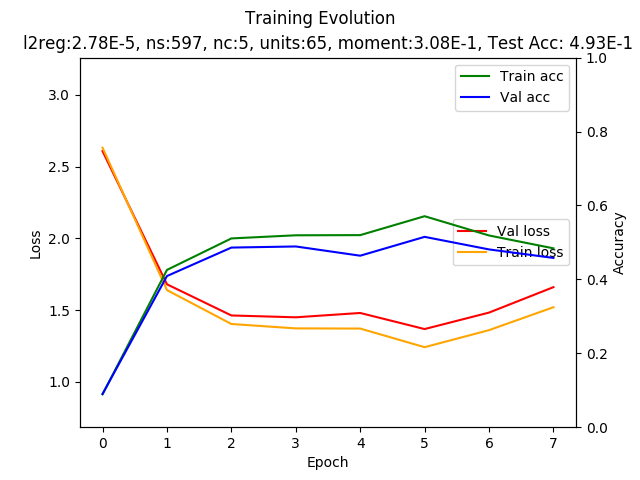 Training Evolution
l2reg:2.78E-5, ns:597, nc:5, units:65, moment:3.08E-1, Test Acc: 4.93E-1
Train acc
Val acc
Val loss
Train loss
Loss
3.0
2.5
2.0
1.5
1.0
Accuracy
1.0
0.8
0.6
0.4
0.2
0.0
0 1 2 3 4 5 6 7
Epoch